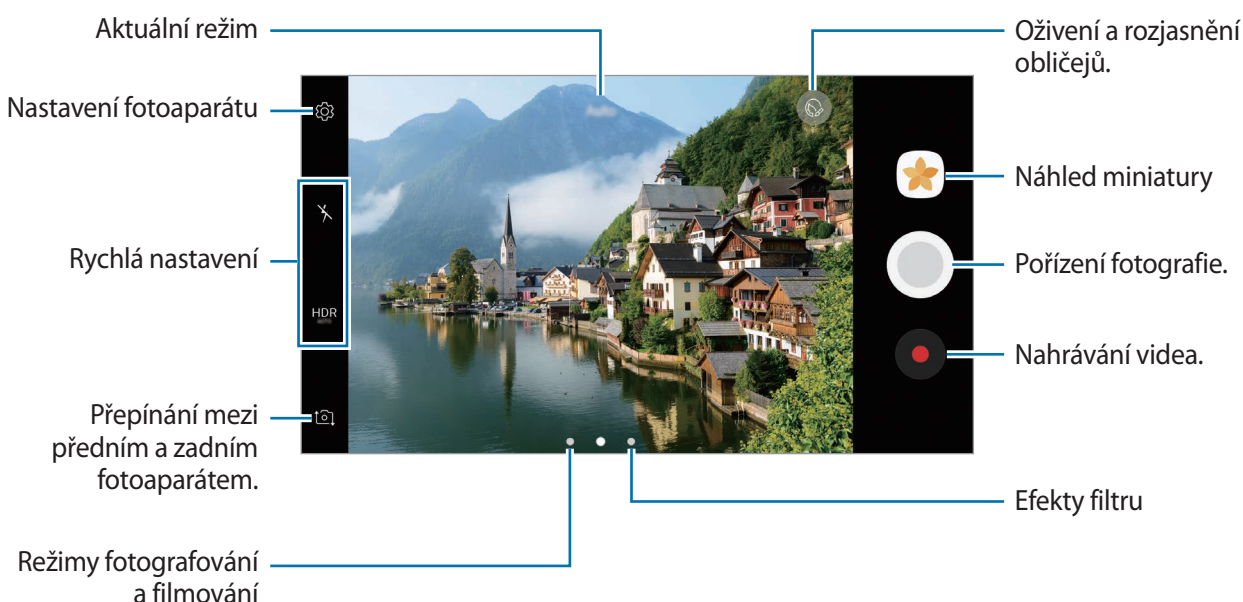 Aktuální režim
Nastavení fotoaparátu
Rychlá nastavení
Přepínání mezi
předním a zadním
fotoaparátem.
Režimy fotografování
a filmování
HDR
AUTO
Oživení a rozjasnění
obličejů.
Náhled miniatury
Pořízení fotografie.
Nahrávání videa.
Efekty filtru